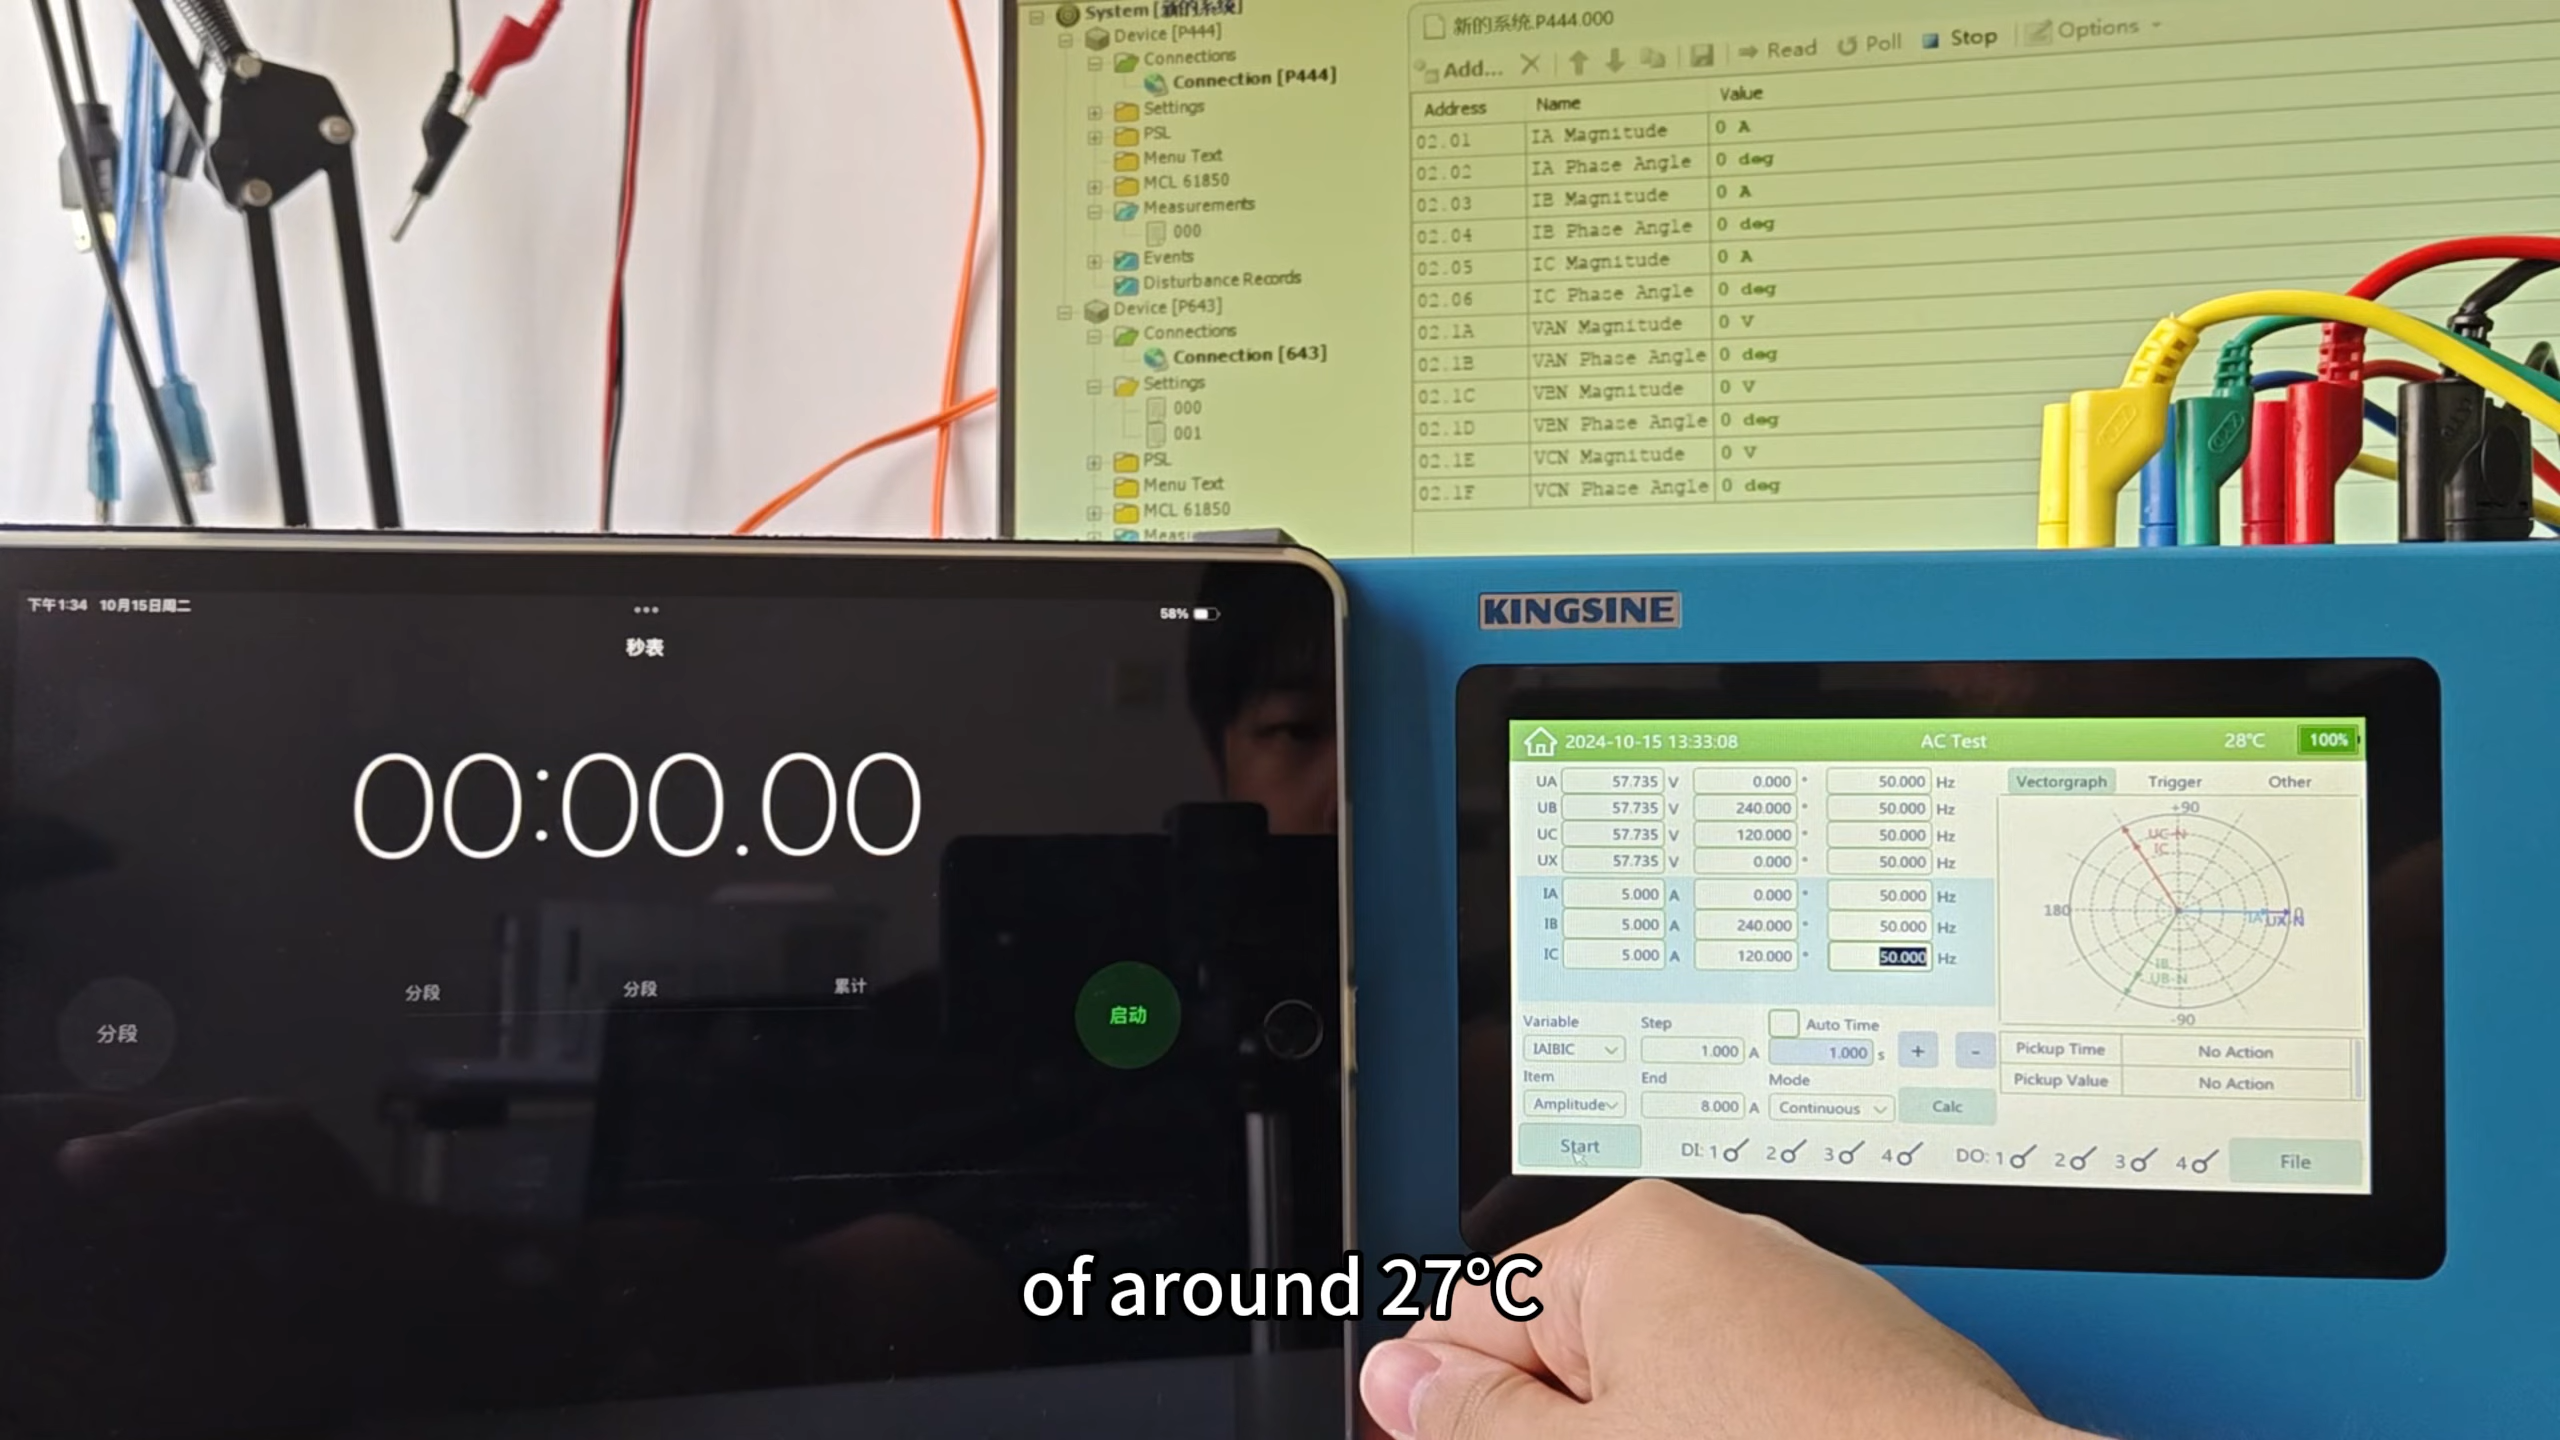 System [新的系统]
Device [P444]
Connections
Connection [P444]
Settings
PSL
Menu Text
MCL 61850
Measurements
000
Events
Disturbance Records
Device [P643]
Connections
Connection [643]
Settings
000
001
PSL
Menu Text
MCL 61850
新的系统.P444.000
Add... Read Poll Stop Options
Address Name Value
02.01 IA Magnitude 0 A
02.02 IA Phase Angle 0 deg
02.03 IB Magnitude 0 A
02.04 IB Phase Angle 0 deg
02.05 IC Magnitude 0 A
02.06 IC Phase Angle 0 deg
02.1A VAN Magnitude 0 V
02.1B VAN Phase Angle 0 deg
02.1C VBN Magnitude 0 V
02.1D VBN Phase Angle 0 deg
02.1E VCN Magnitude 0 V
02.1F VCN Phase Angle 0 deg
下午1:34 10月15日周二
58%
秒表
00:00.00
分段 分段 累计
分段
启动
KINGSINE
2024-10-15 13:33:08 AC Test 28°C 100%
UA 57.735 V 0.000 ° 50.000 Hz
UB 57.735 V 240.000 ° 50.000 Hz
UC 57.735 V 120.000 ° 50.000 Hz
UX 57.735 V 0.000 ° 50.000 Hz
IA 5.000 A 0.000 ° 50.000 Hz
IB 5.000 A 240.000 ° 50.000 Hz
IC 5.000 A 120.000 ° 50.000 Hz
Vectorgraph Trigger Other
+90
UC-N
IC
180
IA UX-N
IB
UB-N
-90
Variable Step Auto Time
IAIBIC 1.000 A 1.000 s + -
Item End Mode
Amplitude 8.000 A Continuous Calc
Pickup Time No Action
Pickup Value No Action
Start DI: 1 2 3 4 DO: 1 2 3 4 File
of around 27°C